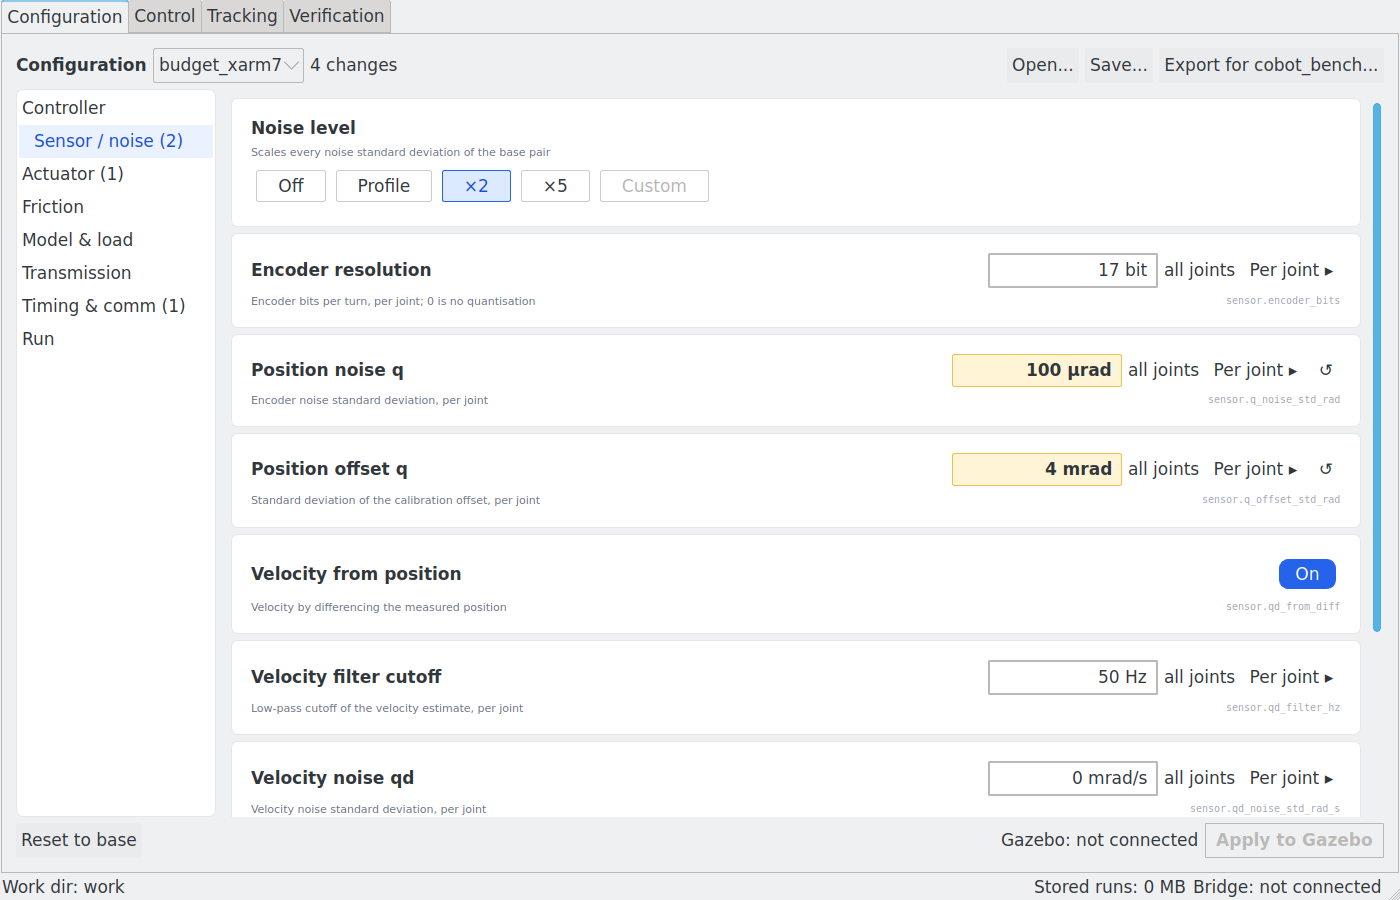 Configuration Control Tracking Verification
Configuration budget_xarm7 4 changes Open... Save... Export for cobot_bench...
Controller
Sensor / noise (2)
Actuator (1)
Friction
Model & load
Transmission
Timing & comm (1)
Run
Noise level
Scales every noise standard deviation of the base pair
Off Profile ×2 ×5 Custom
Encoder resolution 17 bit all joints Per joint ▸
Encoder bits per turn, per joint; 0 is no quantisation sensor.encoder_bits
Position noise q 100 µrad all joints Per joint ▸ ↺
Encoder noise standard deviation, per joint sensor.q_noise_std_rad
Position offset q 4 mrad all joints Per joint ▸ ↺
Standard deviation of the calibration offset, per joint sensor.q_offset_std_rad
Velocity from position On
Velocity by differencing the measured position sensor.qd_from_diff
Velocity filter cutoff 50 Hz all joints Per joint ▸
Low-pass cutoff of the velocity estimate, per joint sensor.qd_filter_hz
Velocity noise qd 0 mrad/s all joints Per joint ▸
Velocity noise standard deviation, per joint sensor.qd_noise_std_rad_s
Reset to base Gazebo: not connected Apply to Gazebo
Work dir: work Stored runs: 0 MB Bridge: not connected